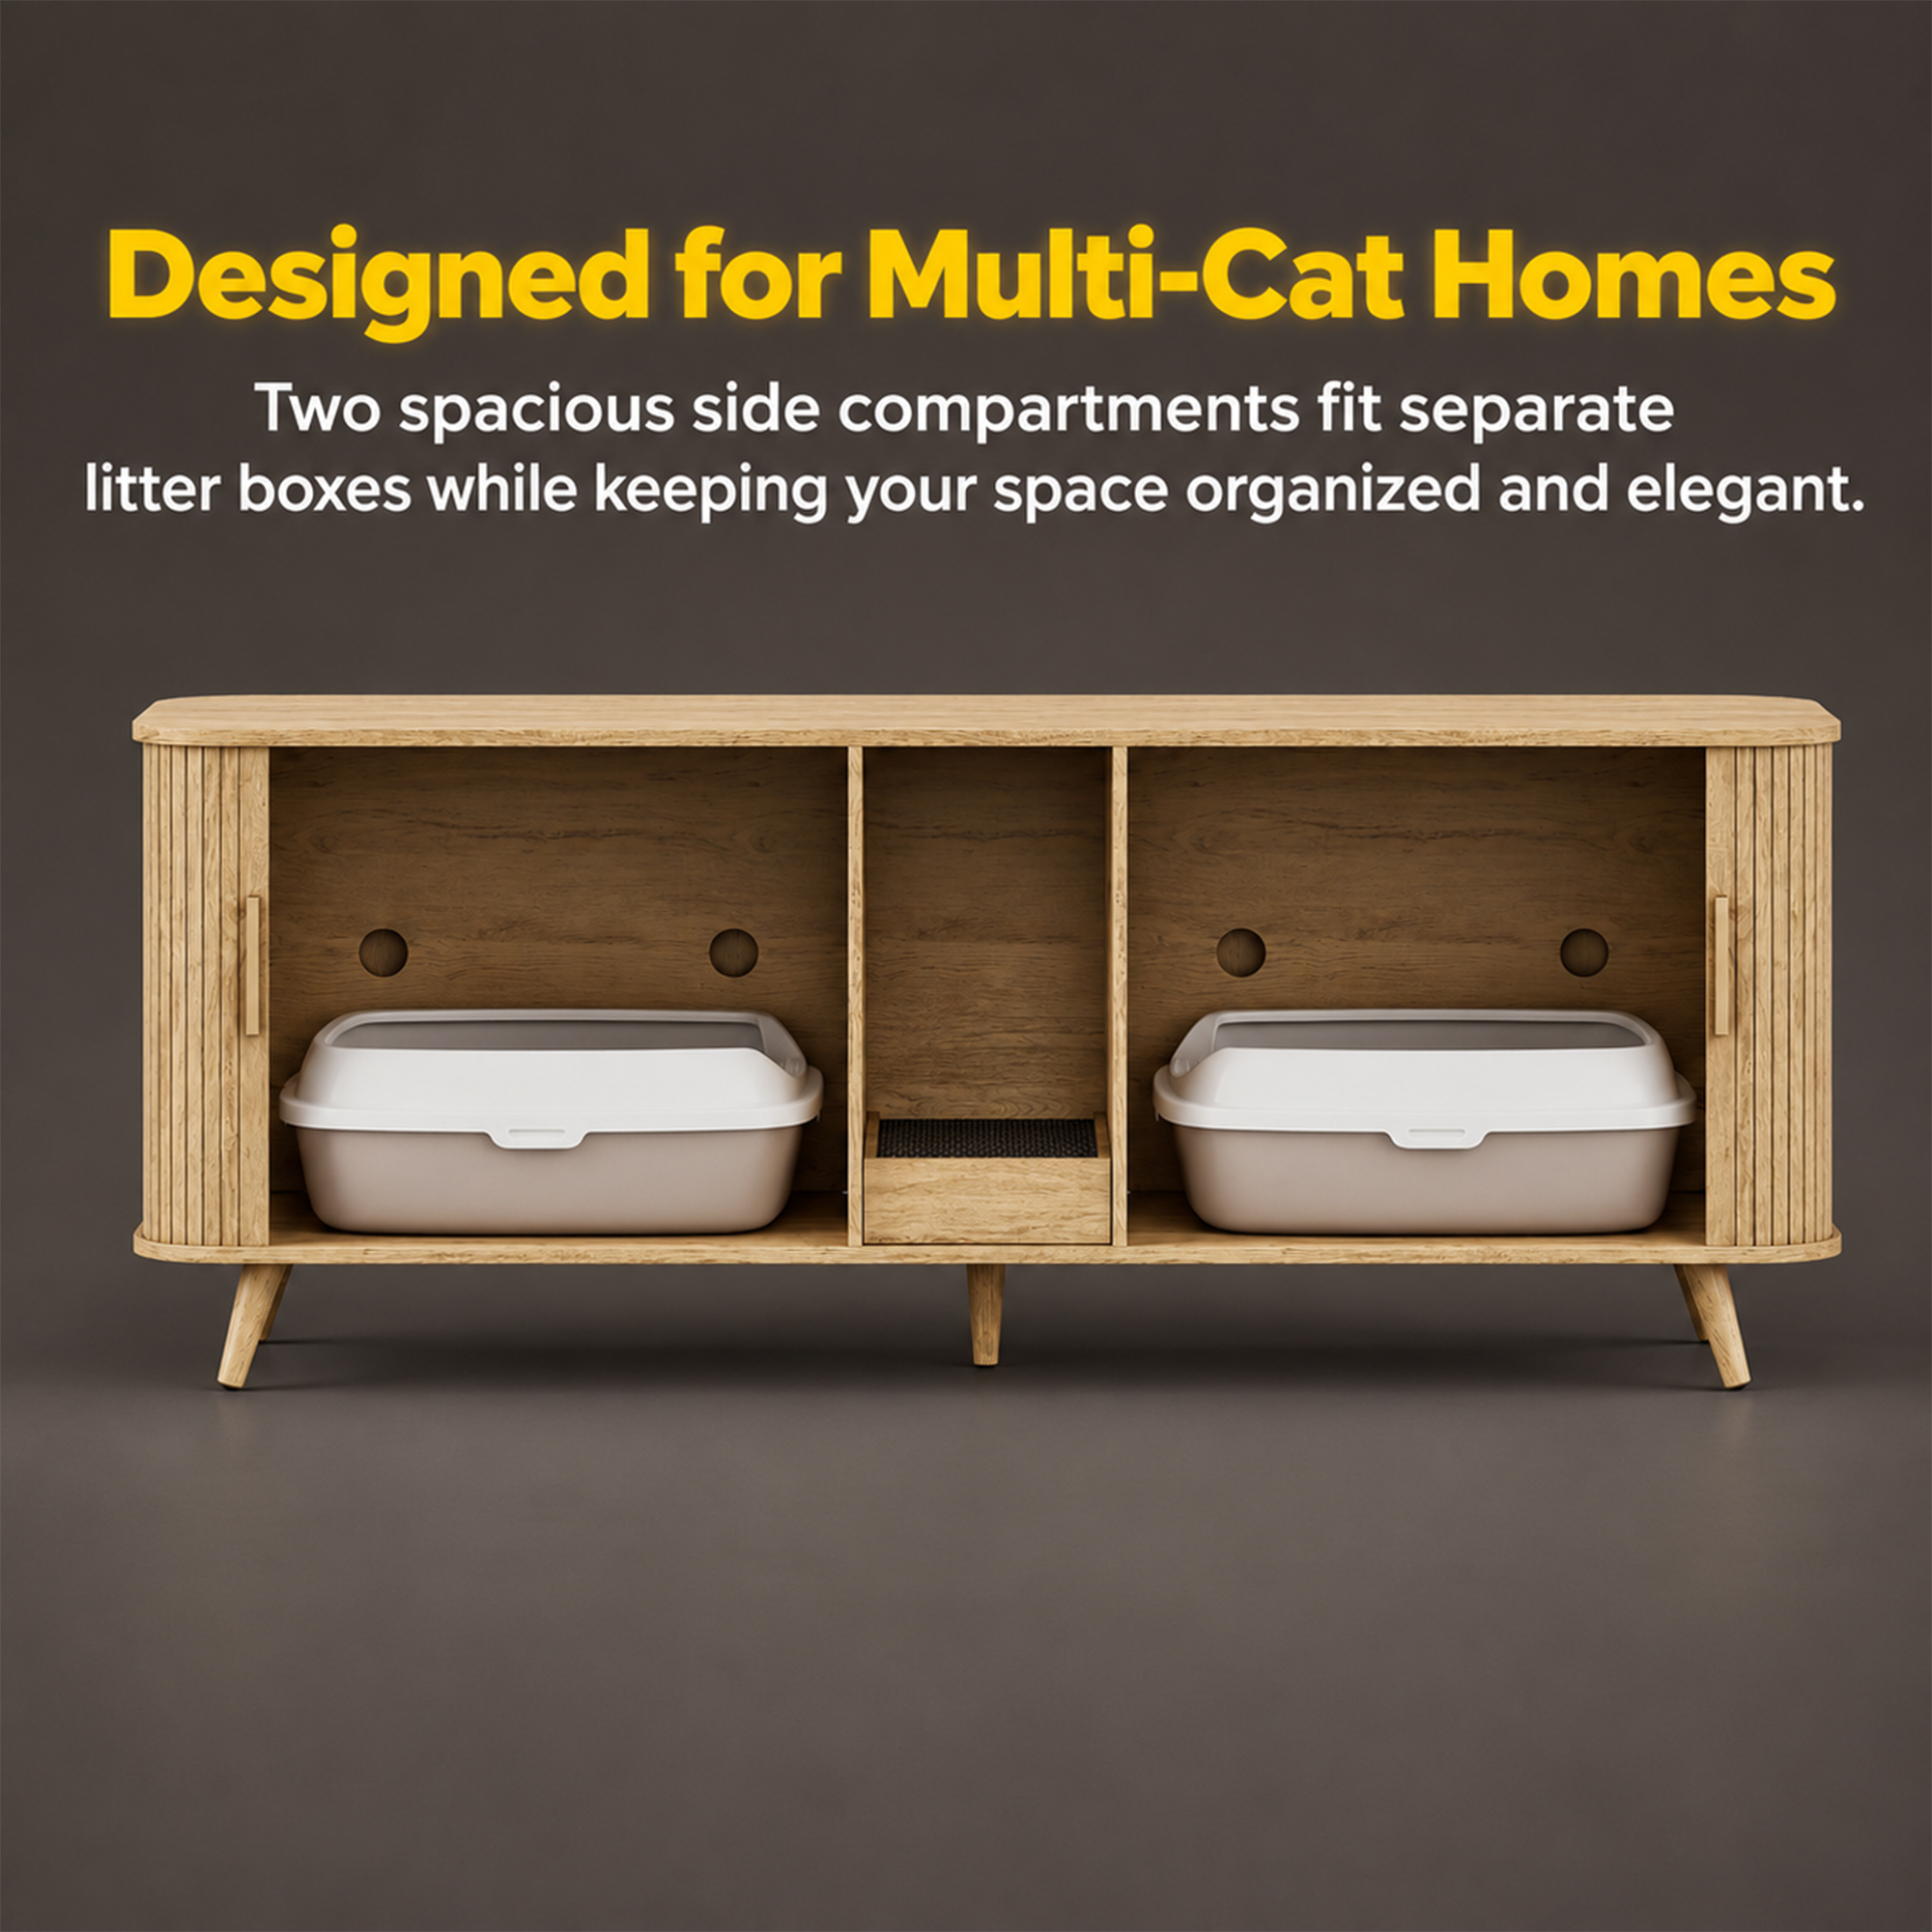 Designed for Multi-Cat Homes
Two spacious side compartments fit separate
litter boxes while keeping your space organized and elegant.